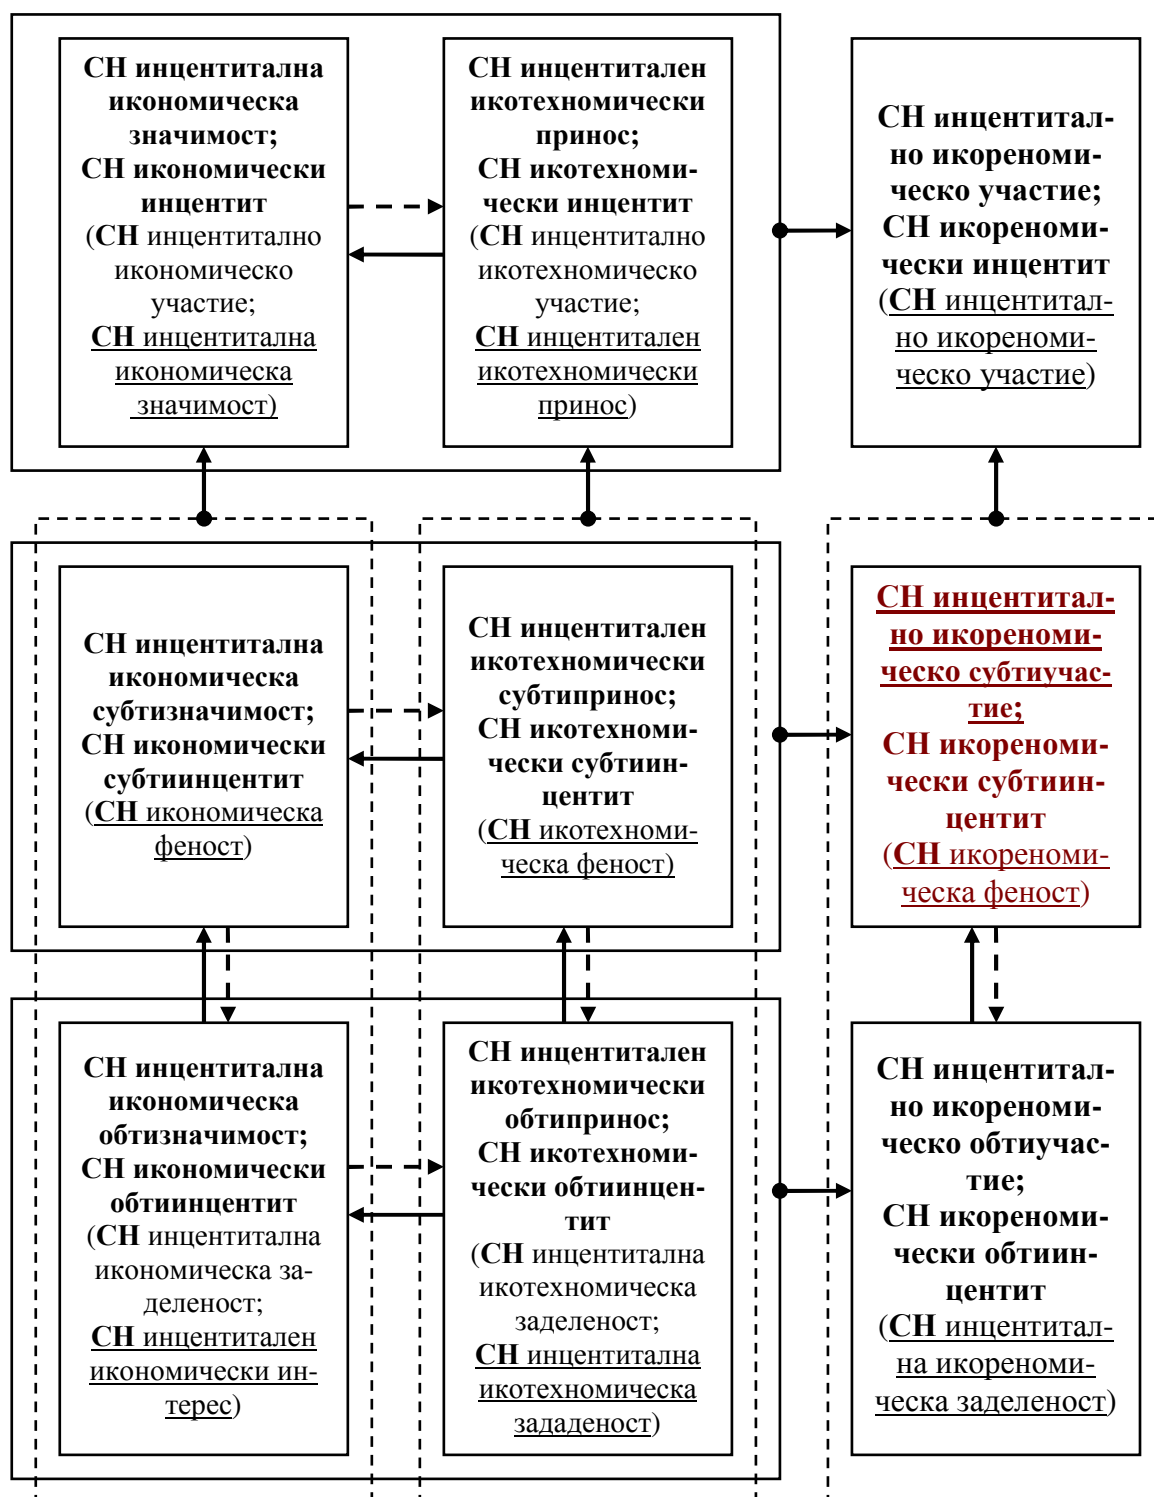 СН инцентитална
икономическа
значимост;
СН икономически
инцентит
(СН инцентитално
икономическо
участие;
СН инцентитална
икономическа
значимост)
СН инцентитален
икотехномически
принос;
СН икотехноми-
чески инцентит
(СН инцентитално
икотехномическо
участие;
СН инцентитален
икотехномически
принос)
СН инцентитал-
но икореноми-
ческо участие;
СН икореноми-
чески инцентит
(СН инцентитал-
но икореноми-
ческо участие)
СН инцентитална
икономическа
субтизначимост;
СН икономически
субтиинцентит
(СН икономическа
феност)
СН инцентитален
икотехномически
субтипринос;
СН икотехноми-
чески субтиин-
центит
(СН икотехноми-
ческа феност)
СН инцентитал-
но икореноми-
ческо субтиучас-
тие;
СН икореноми-
чески субтиин-
центит
(СН икореноми-
ческа феност)
СН инцентитална
икономическа
обтизначимост;
СН икономически
обтиинцентит
(СН инцентитална
икономическа за-
деленост;
СН инцентитален
икономически ин-
терес)
СН инцентитален
икотехномически
обтипринос;
СН икотехноми-
чески обтиинцен-
тит
(СН инцентитална
икотехномическа
заделеност;
СН инцентитална
икотехномическа
зададеност)
СН инцентитал-
но икореноми-
ческо обтиучас-
тие;
СН икореноми-
чески обтиин-
центит
(СН инцентитал-
на икореноми-
ческа заделеност)